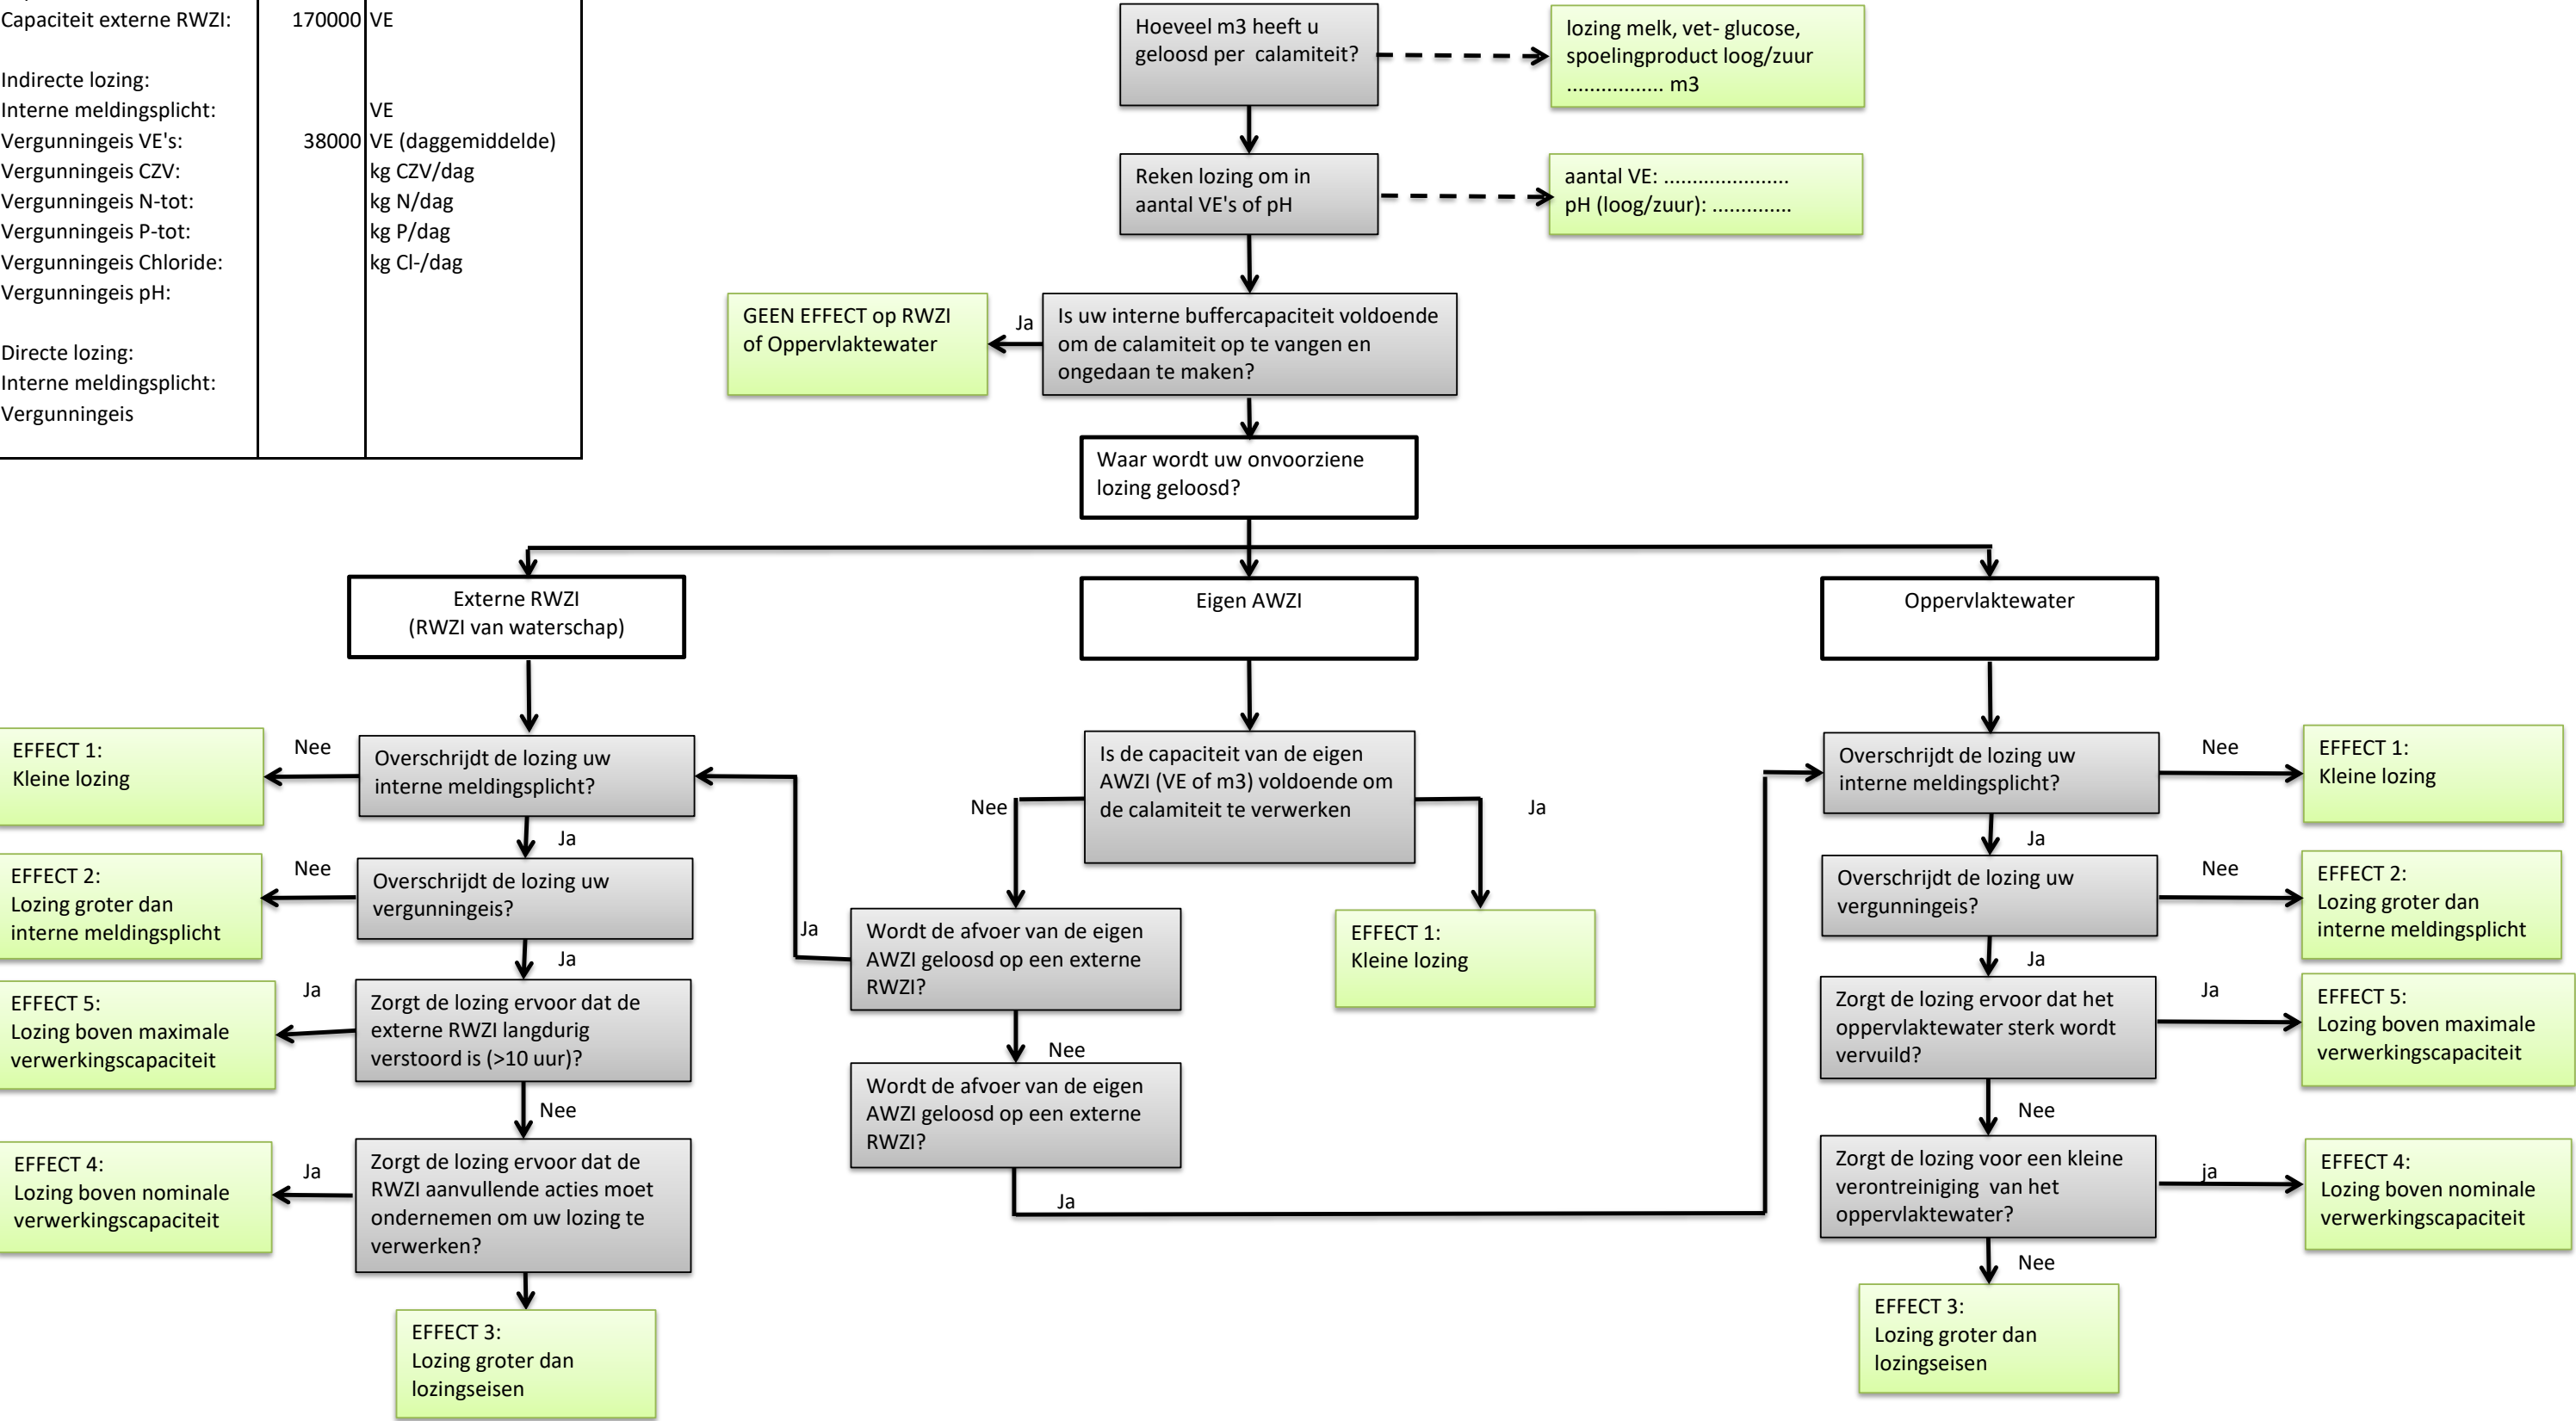 Capaciteit externe RWZI: 170000 VE
Indirecte lozing:
Interne meldingsplicht: VE
Vergunningeis VE's: 38000 VE (daggemiddelde)
Vergunningeis CZV: kg CZV/dag
Vergunningeis N-tot: kg N/dag
Vergunningeis P-tot: kg P/dag
Vergunningeis Chloride: kg Cl-/dag
Vergunningeis pH:
Directe lozing:
Interne meldingsplicht:
Vergunningeis
Hoeveel m3 heeft u
geloosd per calamiteit?
lozing melk, vet- glucose,
spoelingproduct loog/zuur
................. m3
Reken lozing om in
aantal VE's of pH
aantal VE: ......................
pH (loog/zuur): ..............
Is uw interne buffercapaciteit voldoende
om de calamiteit op te vangen en
ongedaan te maken?
Ja
GEEN EFFECT op RWZI
of Oppervlaktewater
Waar wordt uw onvoorziene
lozing geloosd?
Externe RWZI
(RWZI van waterschap)
Eigen AWZI
Oppervlaktewater
Overschrijdt de lozing uw
interne meldingsplicht?
Nee
EFFECT 1:
Kleine lozing
Ja
Overschrijdt de lozing uw
vergunningeis?
Nee
EFFECT 2:
Lozing groter dan
interne meldingsplicht
Ja
Zorgt de lozing ervoor dat de
externe RWZI langdurig
verstoord is (>10 uur)?
Ja
EFFECT 5:
Lozing boven maximale
verwerkingscapaciteit
Nee
Zorgt de lozing ervoor dat de
RWZI aanvullende acties moet
ondernemen om uw lozing te
verwerken?
Ja
EFFECT 4:
Lozing boven nominale
verwerkingscapaciteit
EFFECT 3:
Lozing groter dan
lozingseisen
Is de capaciteit van de eigen
AWZI (VE of m3) voldoende om
de calamiteit te verwerken
Nee
Ja
EFFECT 1:
Kleine lozing
Wordt de afvoer van de eigen
AWZI geloosd op een externe
RWZI?
Ja
Nee
Wordt de afvoer van de eigen
AWZI geloosd op een externe
RWZI?
Ja
Overschrijdt de lozing uw
interne meldingsplicht?
Nee
EFFECT 1:
Kleine lozing
Ja
Overschrijdt de lozing uw
vergunningeis?
Nee
EFFECT 2:
Lozing groter dan
interne meldingsplicht
Ja
Zorgt de lozing ervoor dat het
oppervlaktewater sterk wordt
vervuild?
Ja
EFFECT 5:
Lozing boven maximale
verwerkingscapaciteit
Nee
Zorgt de lozing voor een kleine
verontreiniging van het
oppervlaktewater?
ja
EFFECT 4:
Lozing boven nominale
verwerkingscapaciteit
Nee
EFFECT 3:
Lozing groter dan
lozingseisen